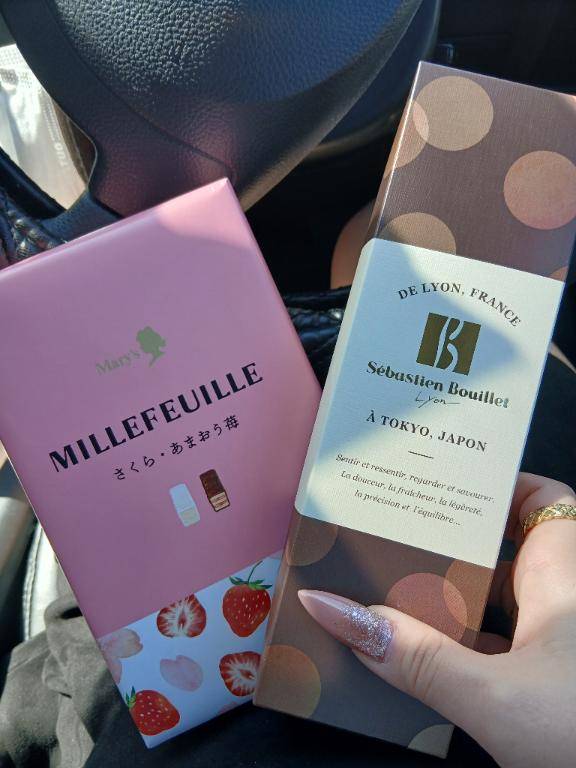 Mary's
MILLEFEUILLE
さくら・あまおう苺
DE LYON, FRANCE
B
Sébastien Bouillet
Lyon
À TOKYO, JAPON
Sentir et ressentir, regarder et savourer.
La douceur, la fraîcheur, la légèreté,
la précision et l'équilibre...